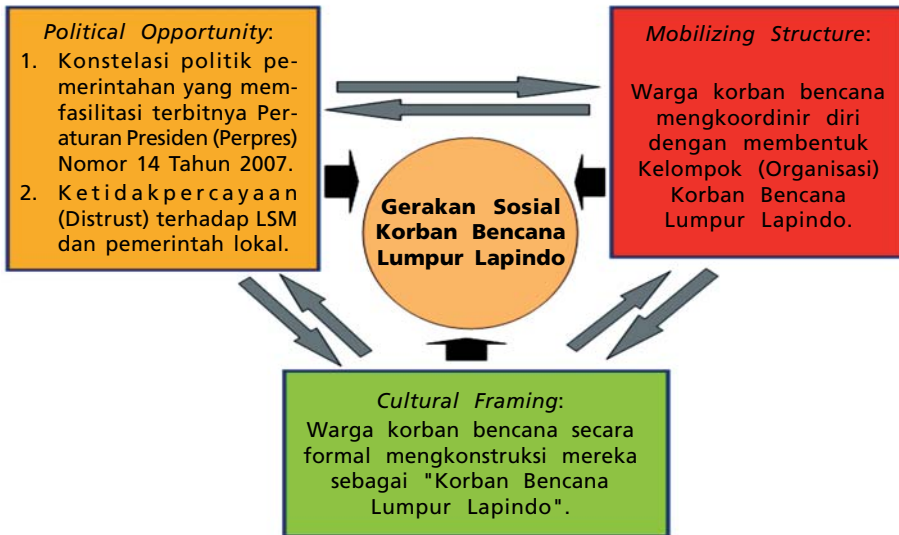 Political Opportunity:
1. Konstelasi politik pe-
merintahan yang mem-
fasilitasi terbitnya Per-
aturan Presiden (Perpres)
Nomor 14 Tahun 2007.
2. Ketidakpercayaan
(Distrust) terhadap LSM
dan pemerintah lokal.
Mobilizing Structure:
Warga korban bencana
mengkoordinir diri
dengan membentuk
Kelompok (Organisasi)
Korban Bencana
Lumpur Lapindo.
Gerakan Sosial
Korban Bencana
Lumpur Lapindo
Cultural Framing:
Warga korban bencana secara
formal mengkonstruksi mereka
sebagai "Korban Bencana
Lumpur Lapindo".